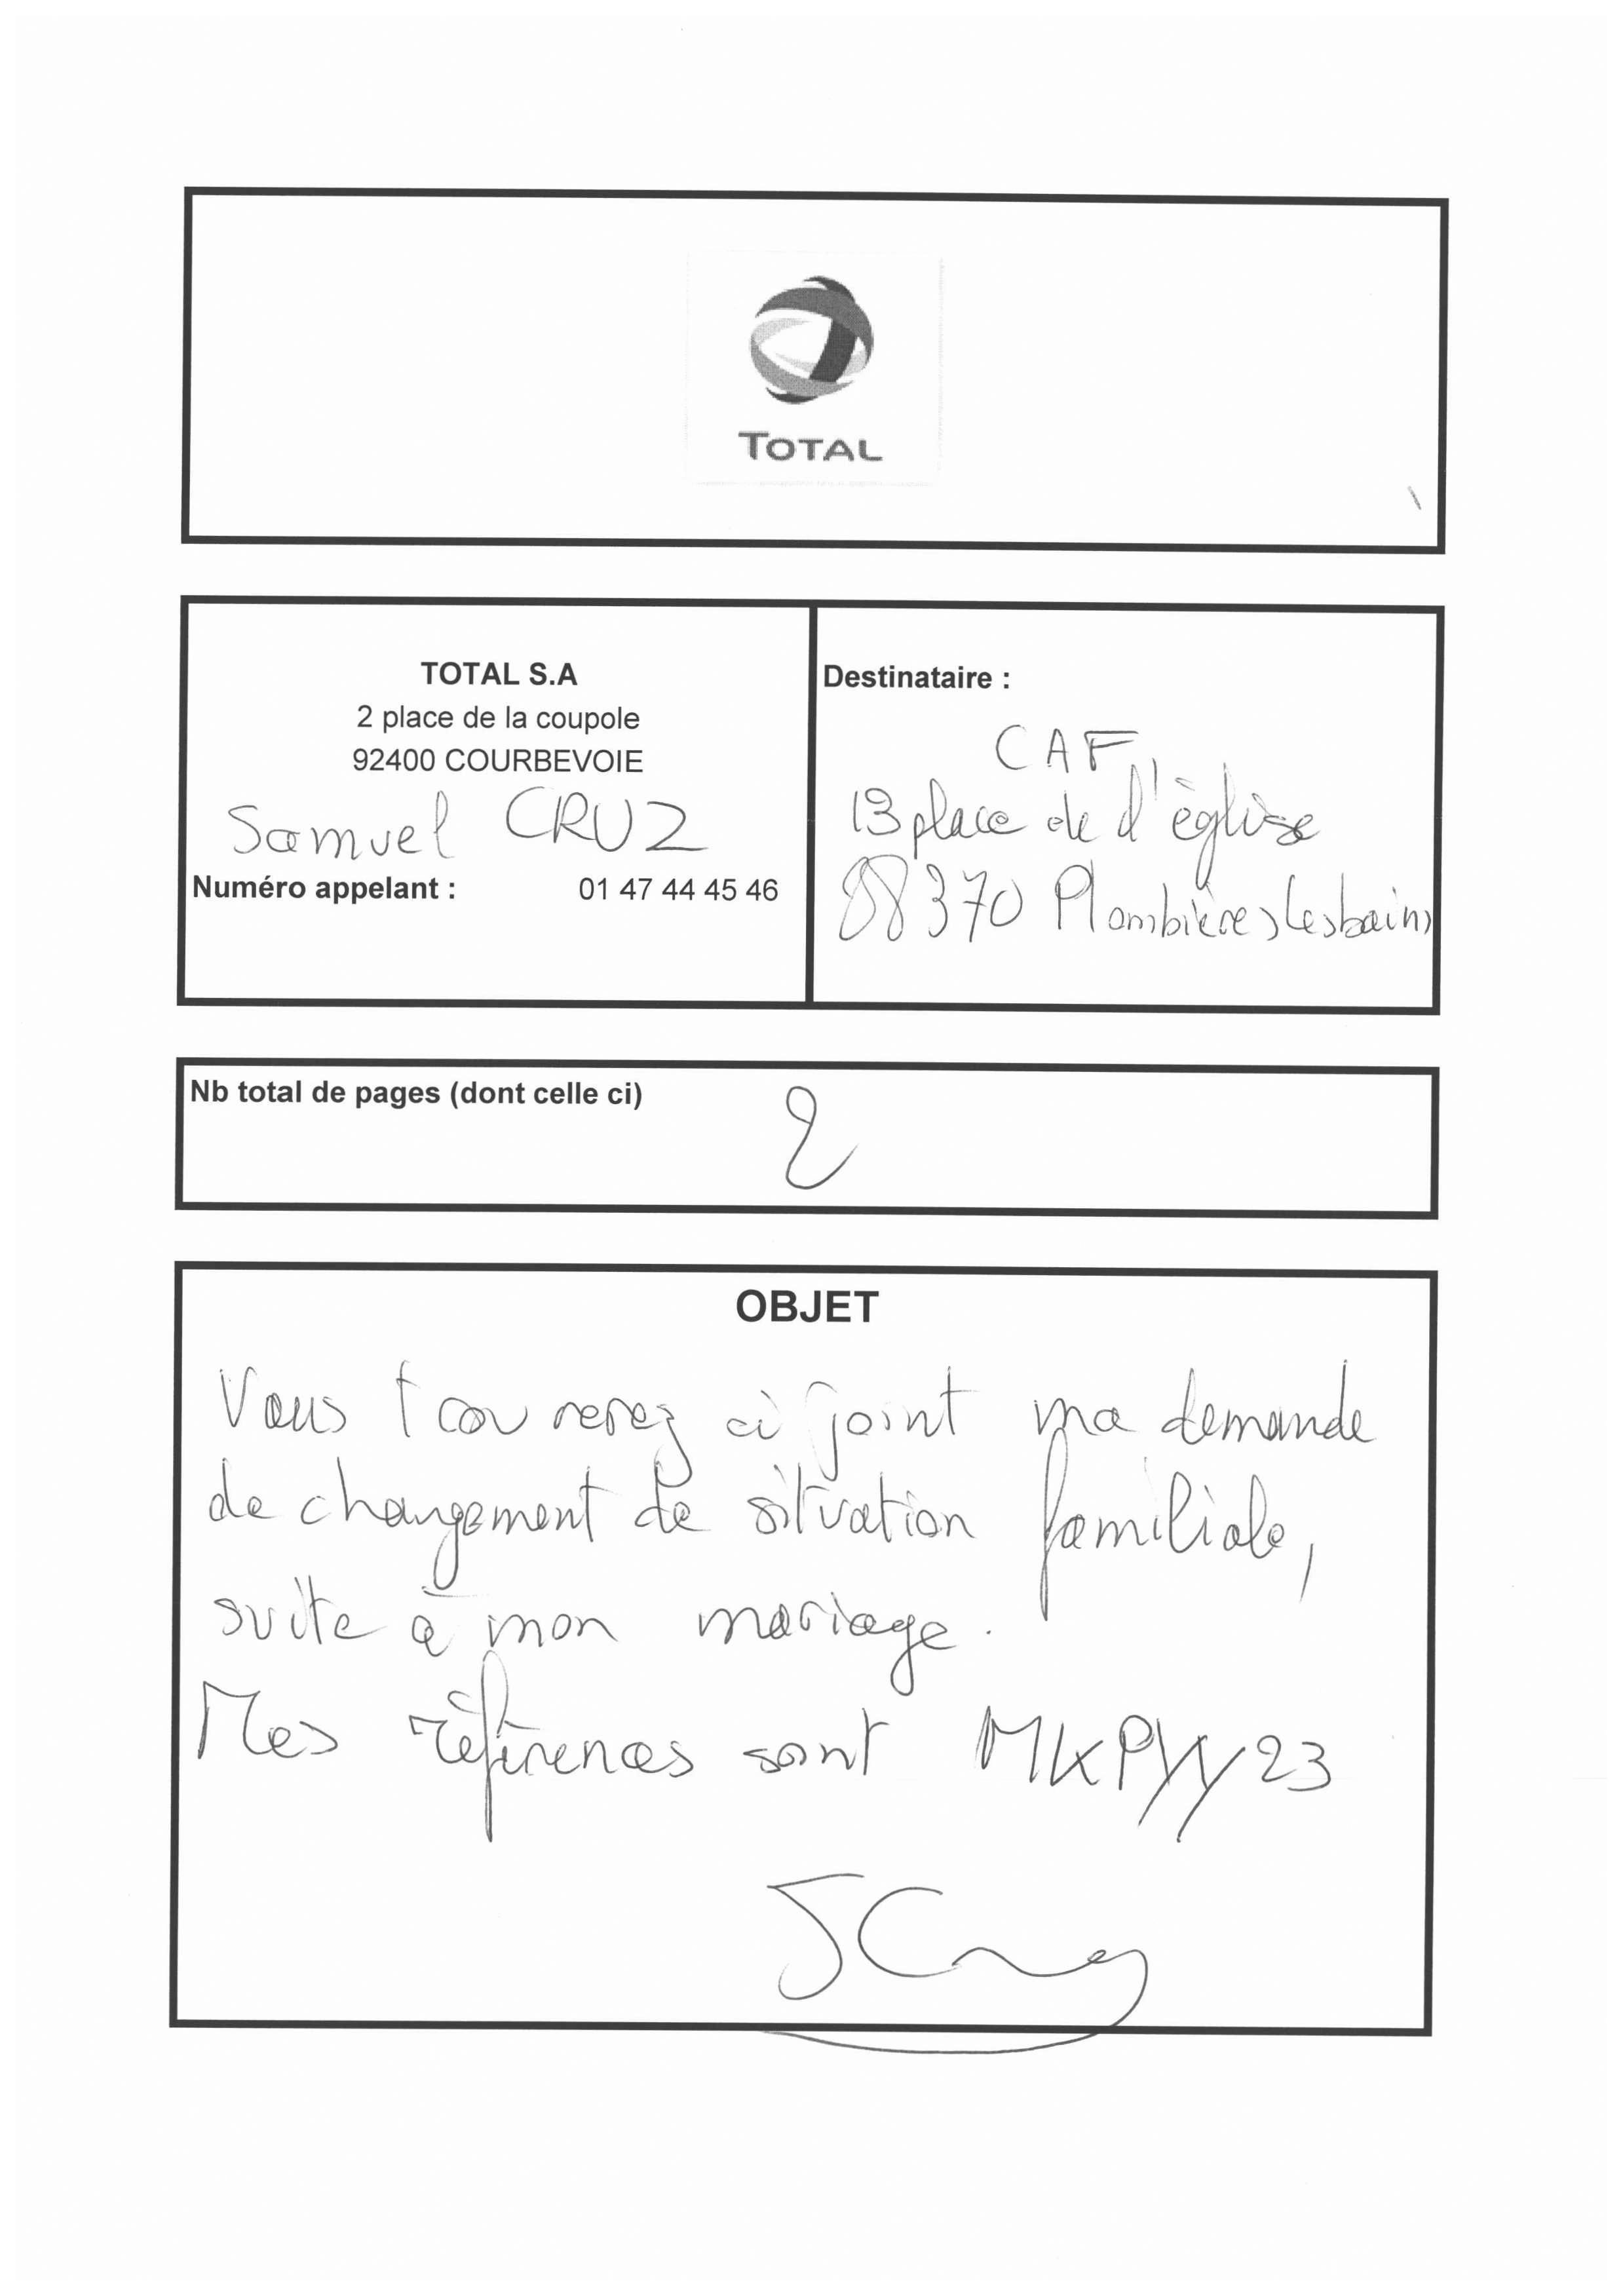 TOTAL
TOTAL S.A
2 place de la coupole
92400 COURBEVOIE
Samuel CRUZ
Numéro appelant : 01 47 44 45 46
Destinataire :
CAF
13 place de l'église
88370 Plombières les bains
Nb total de pages (dont celle ci) 2
OBJET
Vous trouverez ci joint ma demande
de changement de situation familiale,
suite à mon mariage.
Mes références sont MKPYY23
SCruz